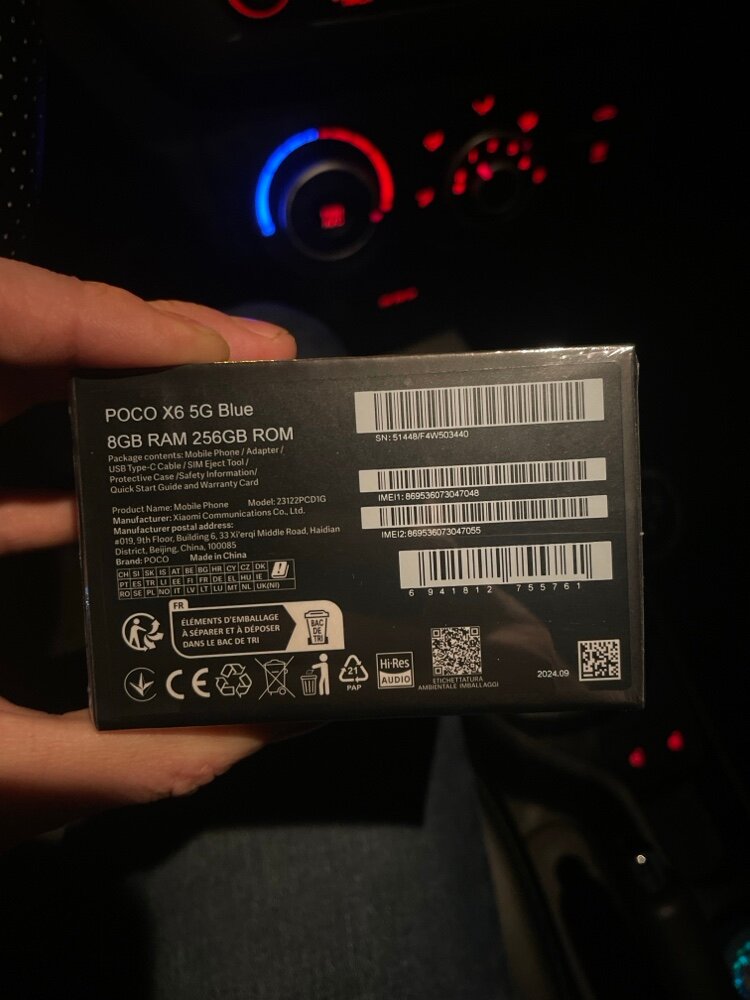 POCO X6 5G Blue
8GB RAM 256GB ROM
Package contents: Mobile Phone / Adapter /
USB Type-C Cable / SIM Eject Tool /
Protective Case /Safety Information/
Quick Start Guide and Warranty Card
Product Name: Mobile Phone Model: 23122PCD1G
Manufacturer: Xiaomi Communications Co., Ltd.
Manufacturer postal address:
#019, 9th Floor, Building 6, 33 Xi'erqi Middle Road, Haidian
District, Beijing, China, 100085
Brand: POCO Made in China
CH SI SK IS AT BE BG HR CY CZ DK
PT ES TR LI EE FI FR DE EL HU IE
RO SE PL NO IT LV LT LU MT NL UK(NI)
SN: 51448/F4W503440
IMEI1: 869536073047048
IMEI2: 869536073047055
6 941812 755761
FR
ÉLÉMENTS D'EMBALLAGE
À SÉPARER ET À DÉPOSER
DANS LE BAC DE TRI
BAC
DE
TRI
CE
PAP
Hi-Res
AUDIO
ETICHETTATURA
AMBIENTALE IMBALLAGGI
2024.09